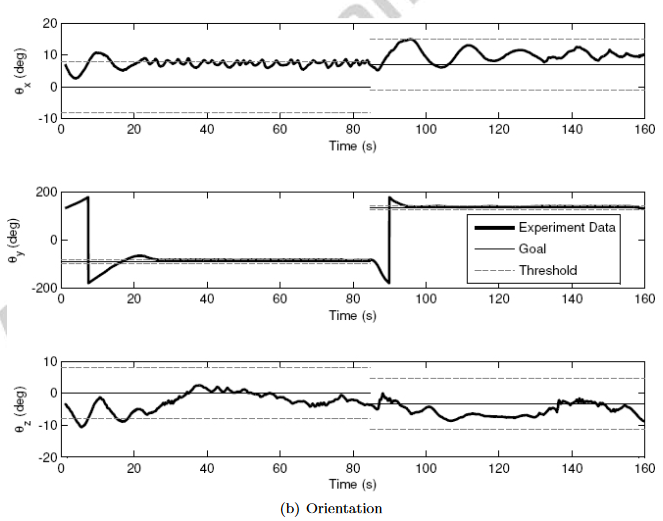 20
10
0
-10
θx (deg)
0 20 40 60 80 100 120 140 160
Time (s)
200
0
-200
θy (deg)
Experiment Data
Goal
Threshold
0 20 40 60 80 100 120 140 160
Time (s)
10
0
-10
-20
θz (deg)
0 20 40 60 80 100 120 140 160
Time (s)
(b) Orientation